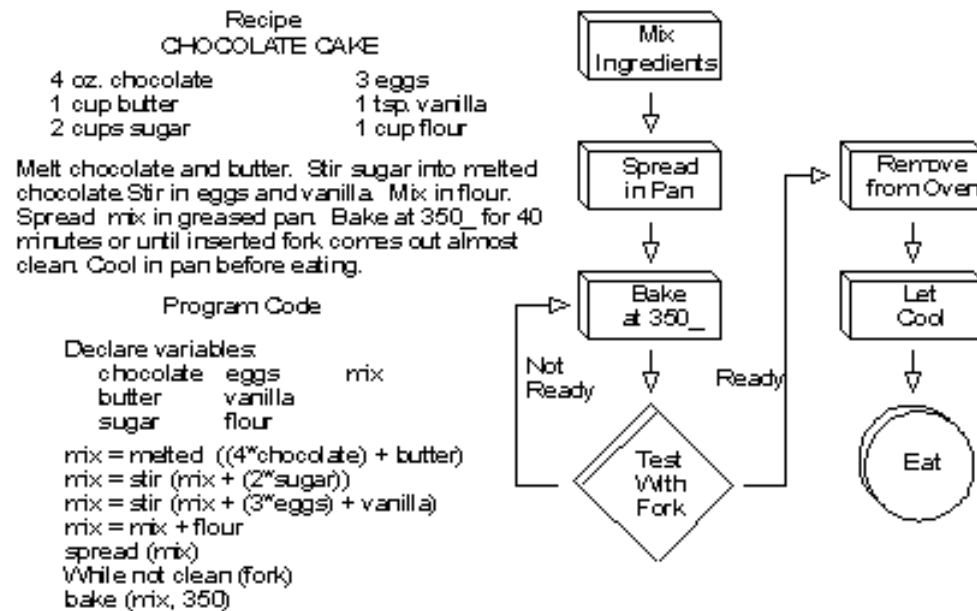 Recipe
CHOCOLATE CAKE
4 oz. chocolate 3 eggs
1 cup butter 1 tsp. vanilla
2 cups sugar 1 cup flour
Melt chocolate and butter. Stir sugar into melted
chocolate. Stir in eggs and vanilla. Mix in flour.
Spread mix in greased pan. Bake at 350_ for 40
minutes or until inserted fork comes out almost
clean. Cool in pan before eating.
Program Code
Declare variables:
chocolate eggs mix
butter vanilla
sugar flour
mix = melted ((4*chocolate) + butter)
mix = stir (mix + (2*sugar))
mix = stir (mix + (3*eggs) + vanilla)
mix = mix + flour
spread (mix)
While not clean (fork)
bake (mix, 350)
Mix
Ingredients
Spread
in Pan
Bake
at 350_
Not
Ready
Test
With
Fork
Ready
Remove
from Oven
Let
Cool
Eat